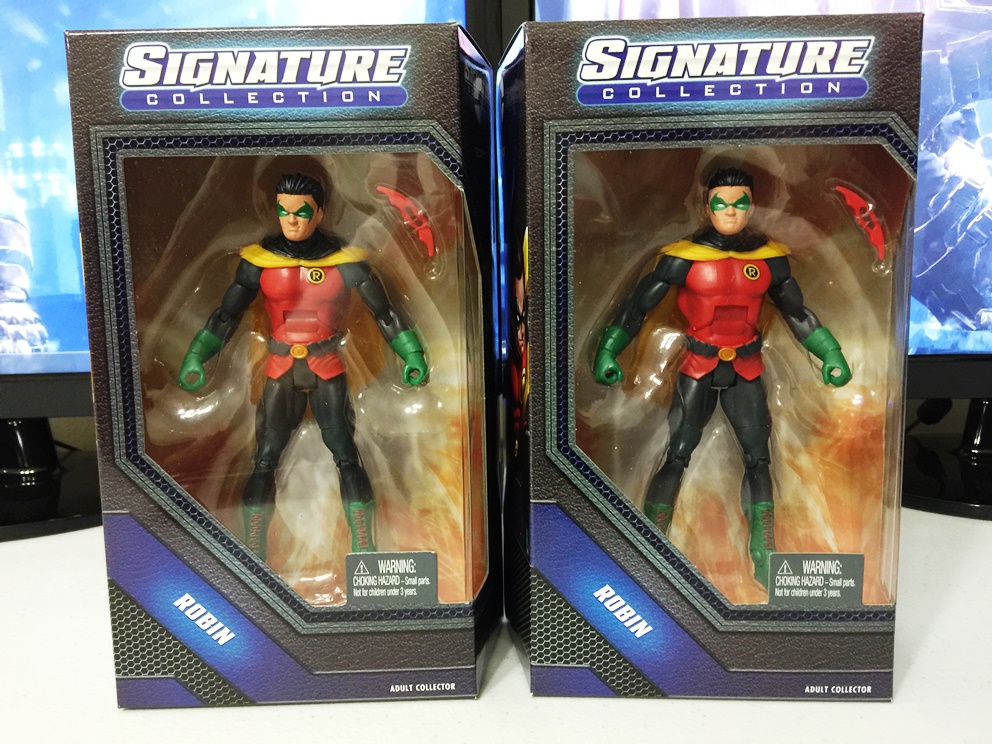 SIGNATURE
COLLECTION
R
WARNING:
CHOKING HAZARD – Small parts.
Not for children under 3 years.
ROBIN
ADULT COLLECTOR
SIGNATURE
COLLECTION
R
WARNING:
CHOKING HAZARD – Small parts.
Not for children under 3 years.
ROBIN
ADULT COLLECTOR